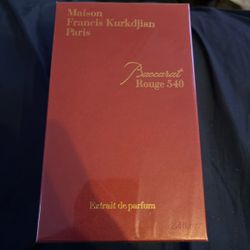 Maison
Francis Kurkdjian
Paris
Baccarat
Rouge 540
Extrait de parfum